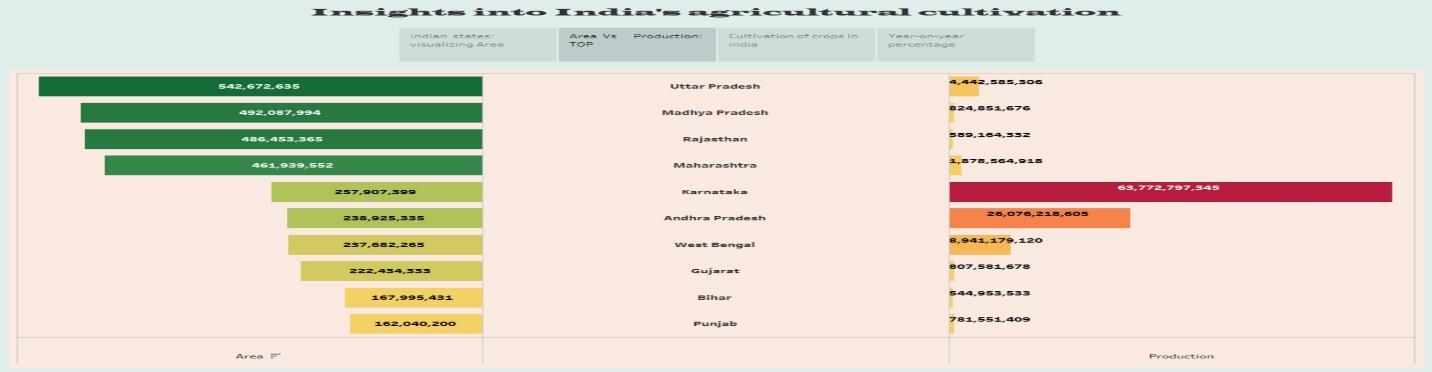 Insights into India's agricultural cultivation
Indian states: visualizing Area
Area Vs Production: TOP
Cultivation of crops in india
Year-on-year percentage
542,672,635 Uttar Pradesh 4,442,585,306
492,087,994 Madhya Pradesh 824,851,676
486,453,365 Rajasthan 589,164,332
461,939,552 Maharashtra 1,878,564,918
257,907,399 Karnataka 63,772,797,345
238,925,335 Andhra Pradesh 26,076,218,605
237,682,265 West Bengal 8,941,179,120
222,434,333 Gujarat 807,581,678
167,995,431 Bihar 544,953,533
162,040,200 Punjab 781,551,409
Area Production